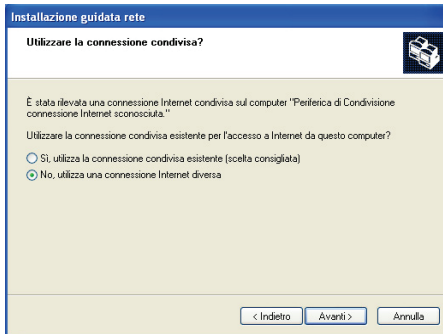 Installazione guidata rete
Utilizzare la connessione condivisa?
È stata rilevata una connessione Internet condivisa sul computer "Periferica di Condivisione
connessione Internet sconosciuta."
Utilizzare la connessione condivisa esistente per l'accesso a Internet da questo computer?
Sì, utilizza la connessione condivisa esistente (scelta consigliata)
No, utilizza una connessione Internet diversa
< Indietro
Avanti >
Annulla